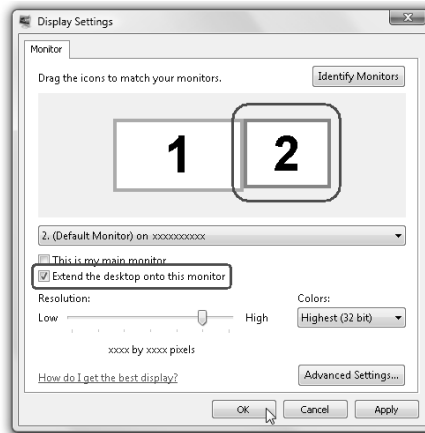 Display Settings
Monitor
Drag the icons to match your monitors.
Identify Monitors
1
2
2. (Default Monitor) on xxxxxxxxxx
This is my main monitor
Extend the desktop onto this monitor
Resolution:
Colors:
Low
High
Highest (32 bit)
xxxx by xxxx pixels
How do I get the best display?
Advanced Settings...
OK
Cancel
Apply